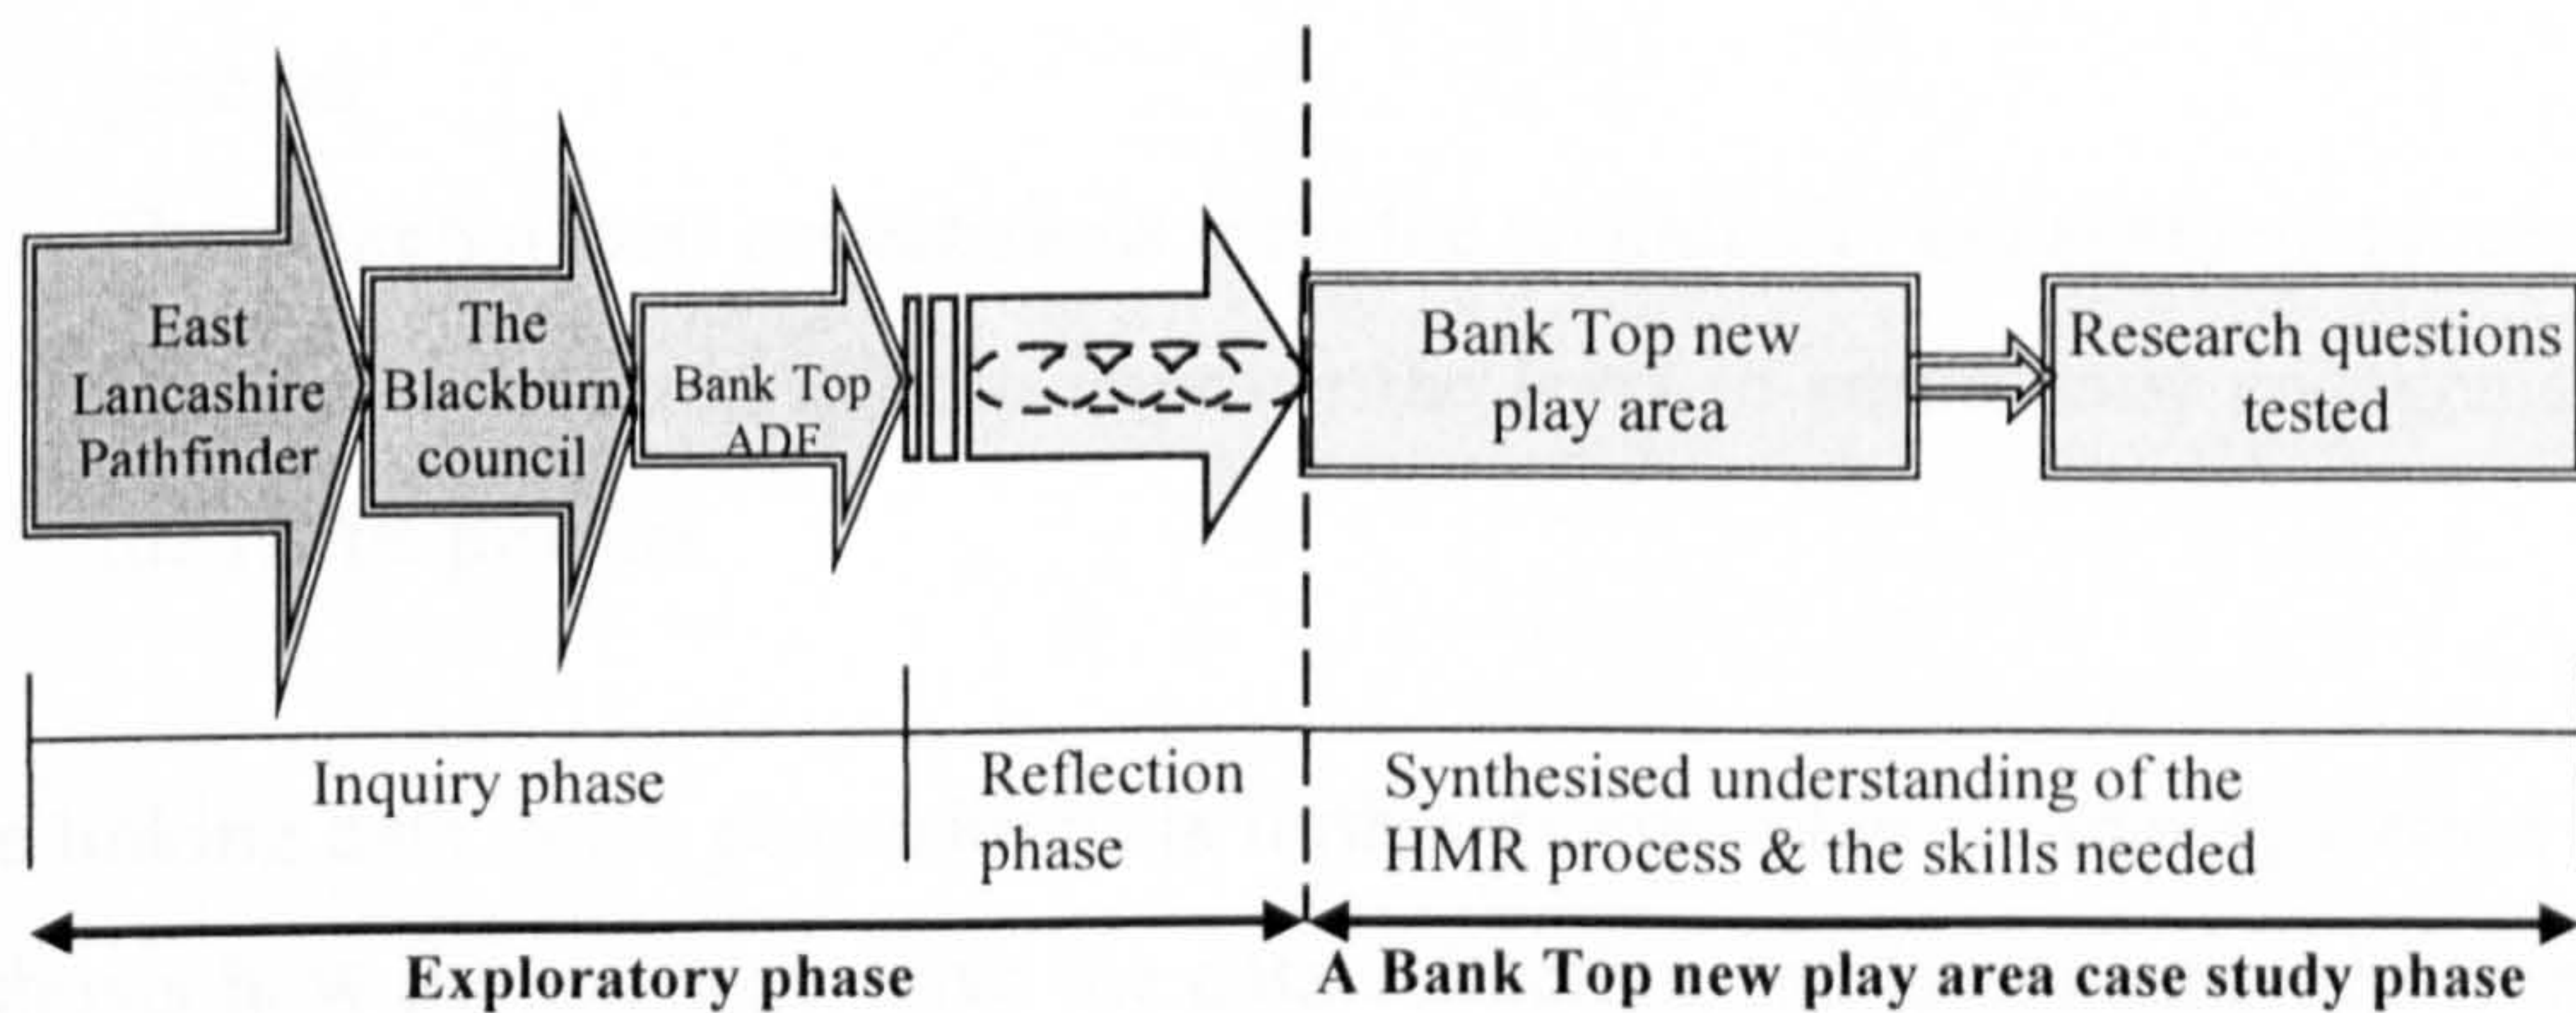 East
Lancashire
Pathfinder
The
Blackburn
council
Bank Top
ADF
Bank Top new
play area
Research questions
tested
Inquiry phase
Reflection
phase
Synthesised understanding of the
HMR process & the skills needed
Exploratory phase
A Bank Top new play area case study phase